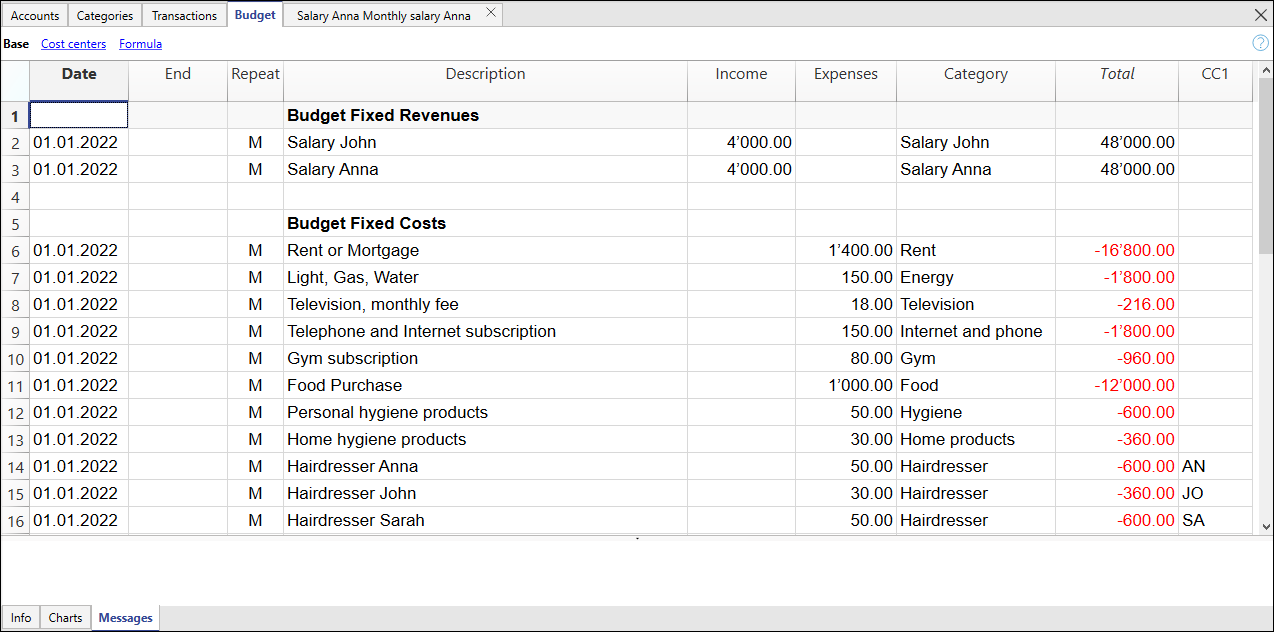 Accounts Categories Transactions Budget Salary Anna Monthly salary Anna
Base Cost centers Formula ?
Date End Repeat Description Income Expenses Category Total CC1
1 Budget Fixed Revenues
2 01.01.2022 M Salary John 4’000.00 Salary John 48’000.00
3 01.01.2022 M Salary Anna 4’000.00 Salary Anna 48’000.00
4
5 Budget Fixed Costs
6 01.01.2022 M Rent or Mortgage 1’400.00 Rent -16’800.00
7 01.01.2022 M Light, Gas, Water 150.00 Energy -1’800.00
8 01.01.2022 M Television, monthly fee 18.00 Television -216.00
9 01.01.2022 M Telephone and Internet subscription 150.00 Internet and phone -1’800.00
10 01.01.2022 M Gym subscription 80.00 Gym -960.00
11 01.01.2022 M Food Purchase 1’000.00 Food -12’000.00
12 01.01.2022 M Personal hygiene products 50.00 Hygiene -600.00
13 01.01.2022 M Home hygiene products 30.00 Home products -360.00
14 01.01.2022 M Hairdresser Anna 50.00 Hairdresser -600.00 AN
15 01.01.2022 M Hairdresser John 30.00 Hairdresser -360.00 JO
16 01.01.2022 M Hairdresser Sarah 50.00 Hairdresser -600.00 SA
Info Charts Messages